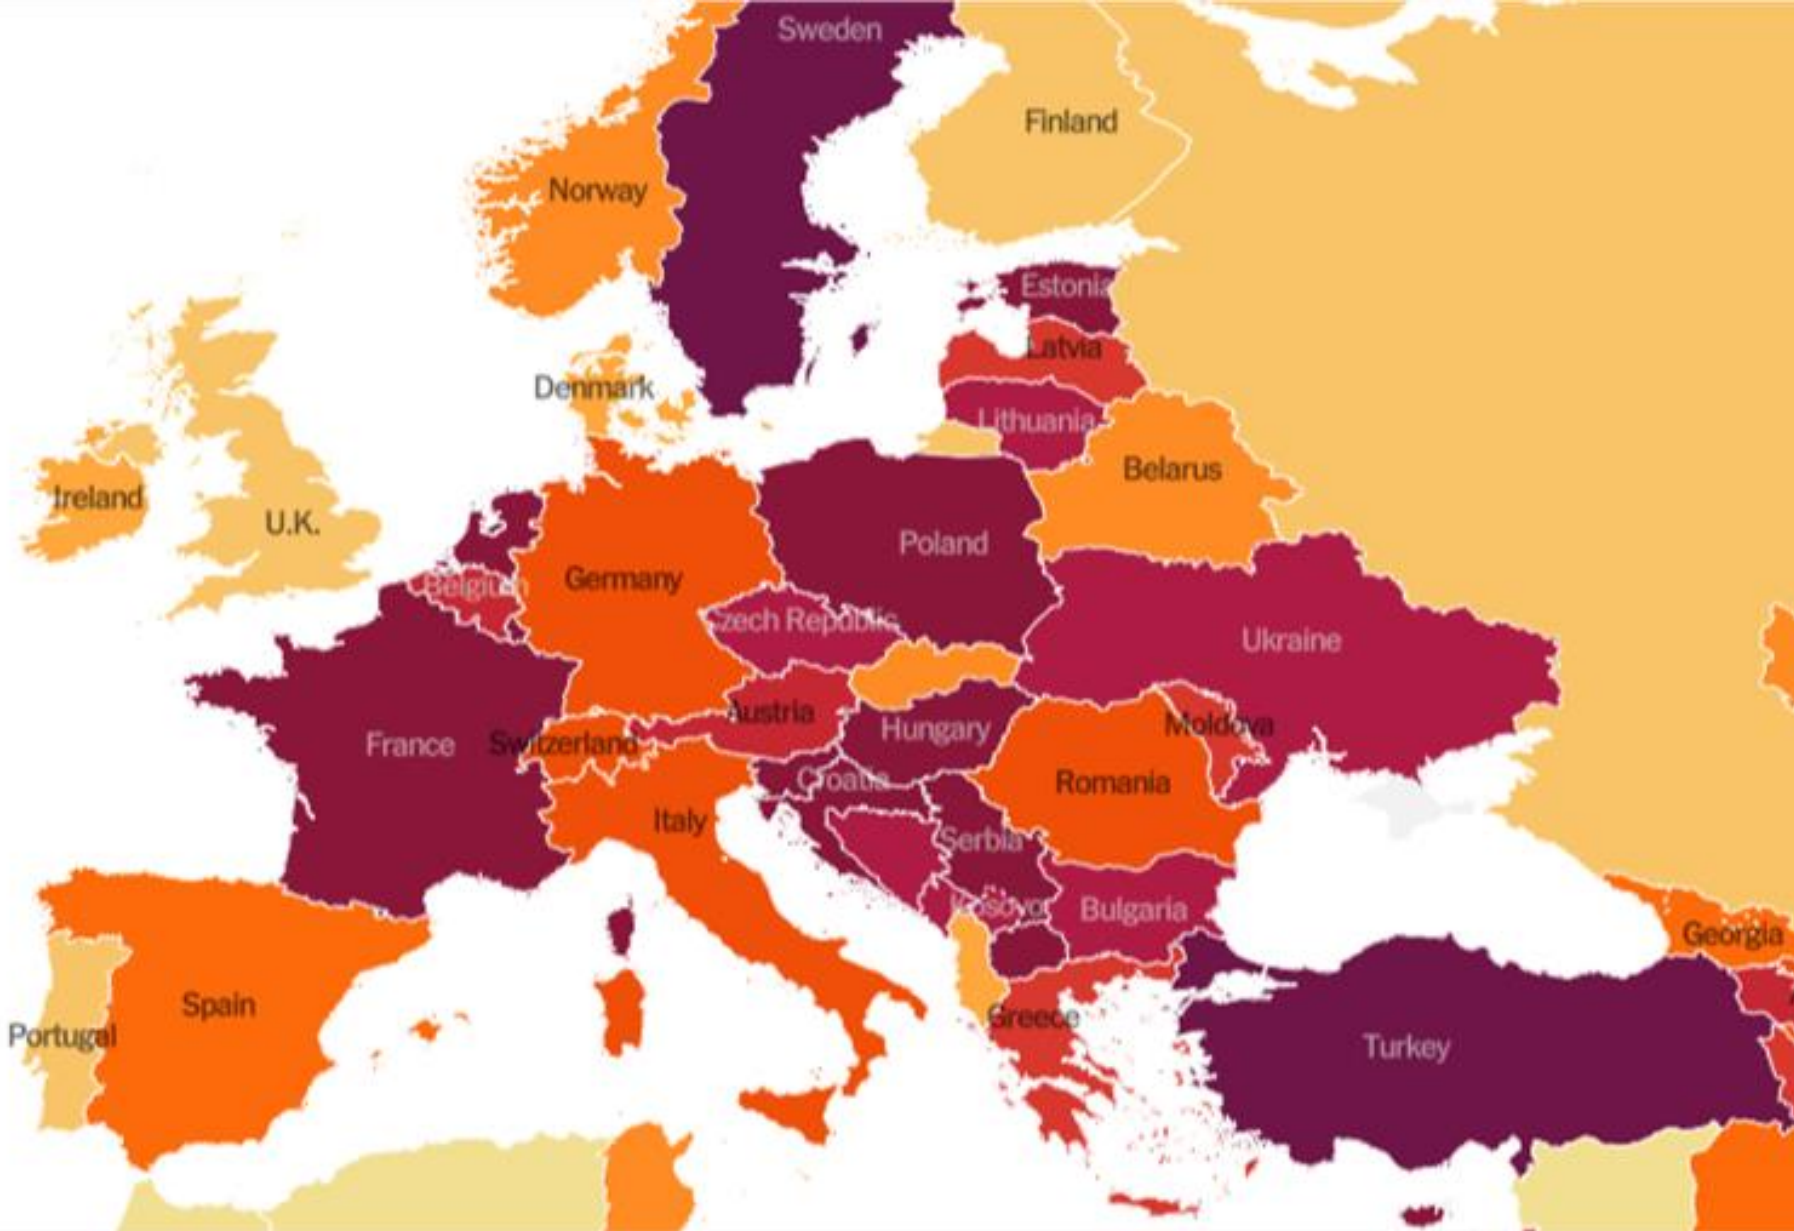 Sweden
Finland
Norway
Estonia
Latvia
Denmark
Lithuania
Belarus
Ireland
U.K.
Poland
Belgium
Germany
zech Republic
Ukraine
Austria
Moldova
France
Switzerland
Hungary
Croatia
Romania
Italy
Serbia
Kosovo
Bulgaria
Georgia
Spain
Greece
Portugal
Turkey